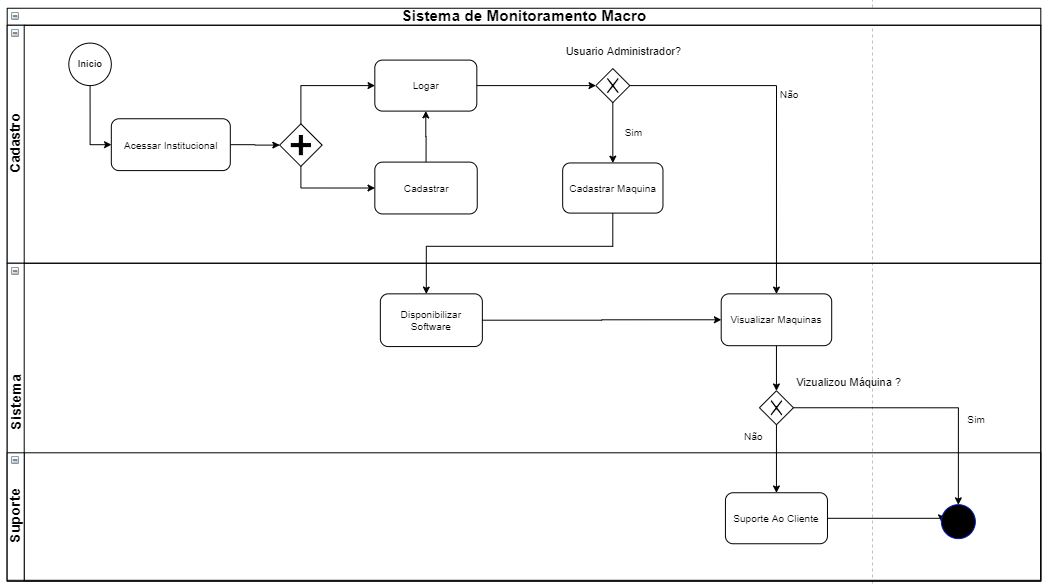 Sistema de Monitoramento Macro
Cadastro
Inicio
Acessar Institucional
Logar
Cadastrar
Usuario Administrador?
Não
Sim
Cadastrar Maquina
Sistema
Disponibilizar
Software
Visualizar Maquinas
Vizualizou Máquina ?
Sim
Não
Suporte
Suporte Ao Cliente